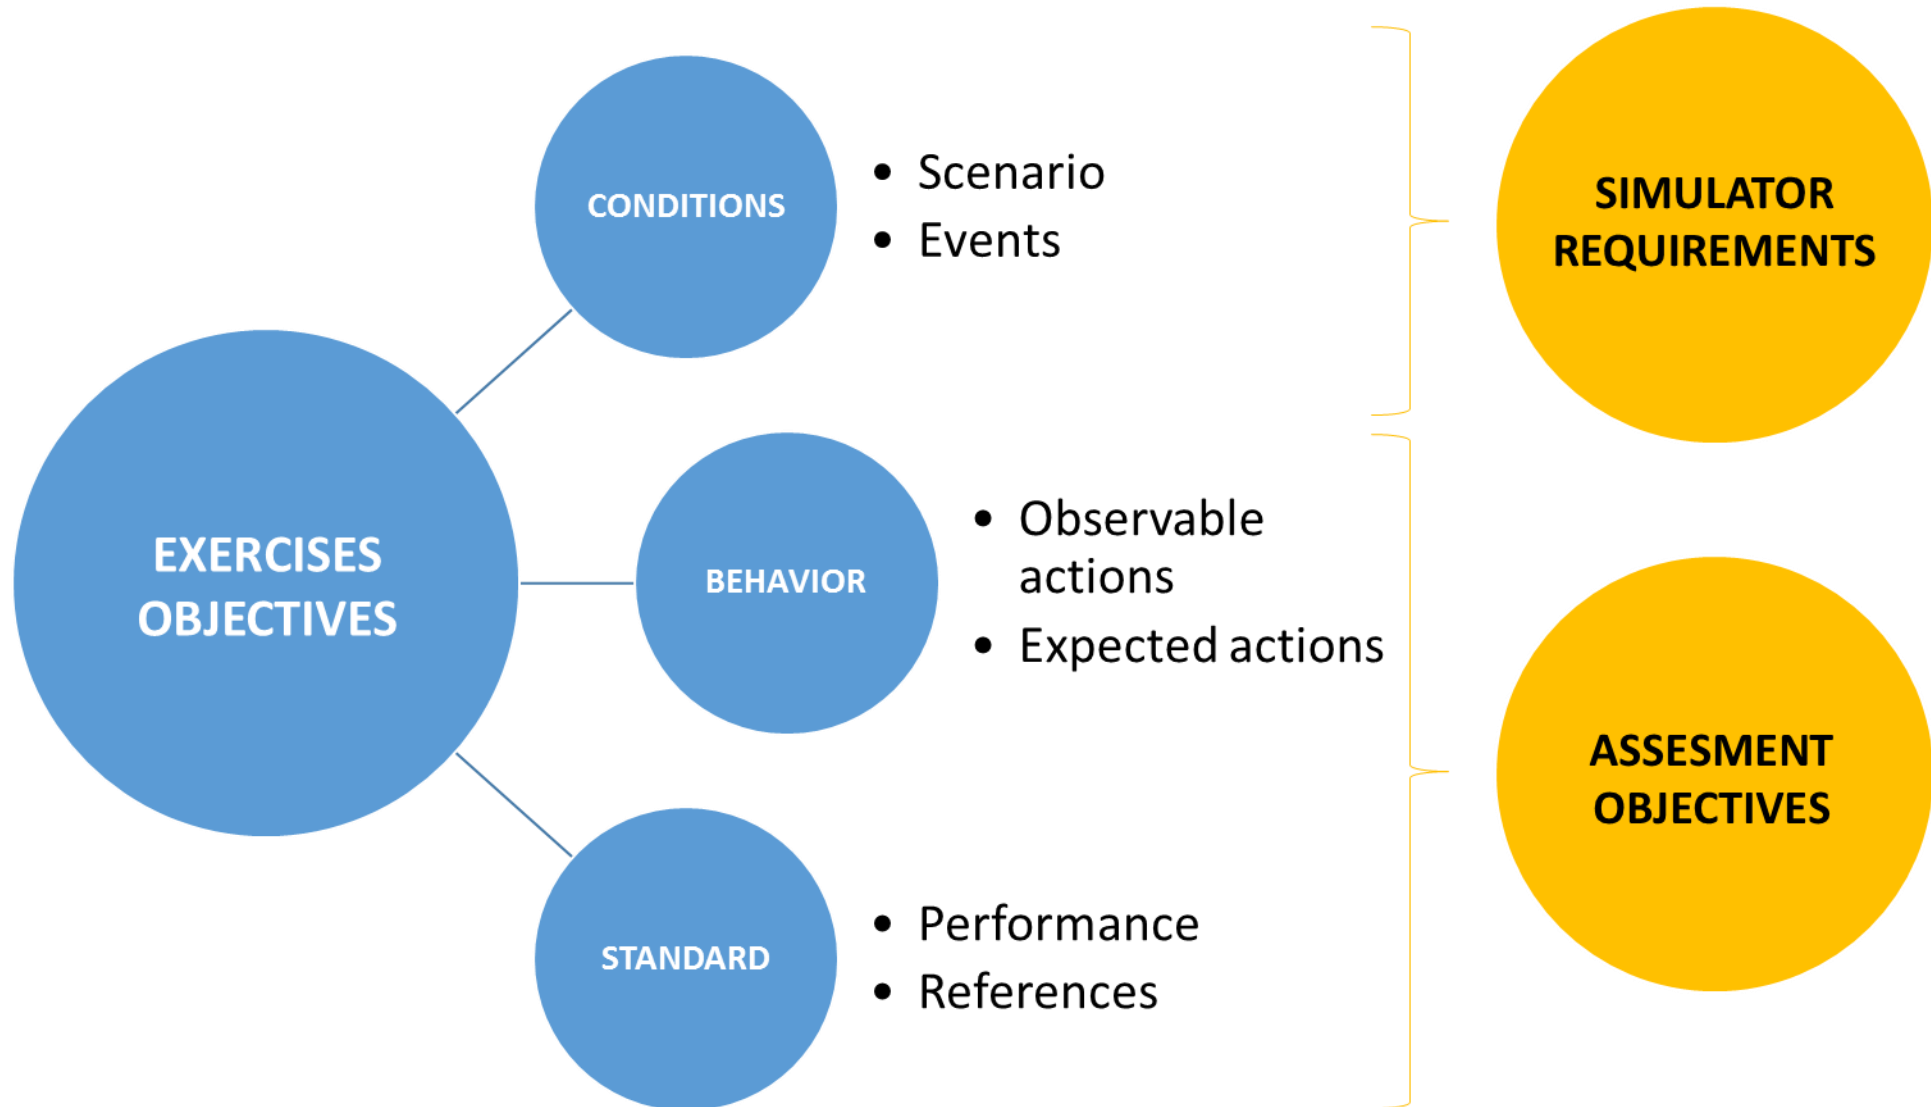 EXERCISES
OBJECTIVES
CONDITIONS
• Scenario
• Events
BEHAVIOR
• Observable
actions
• Expected actions
STANDARD
• Performance
• References
SIMULATOR
REQUIREMENTS
ASSESMENT
OBJECTIVES